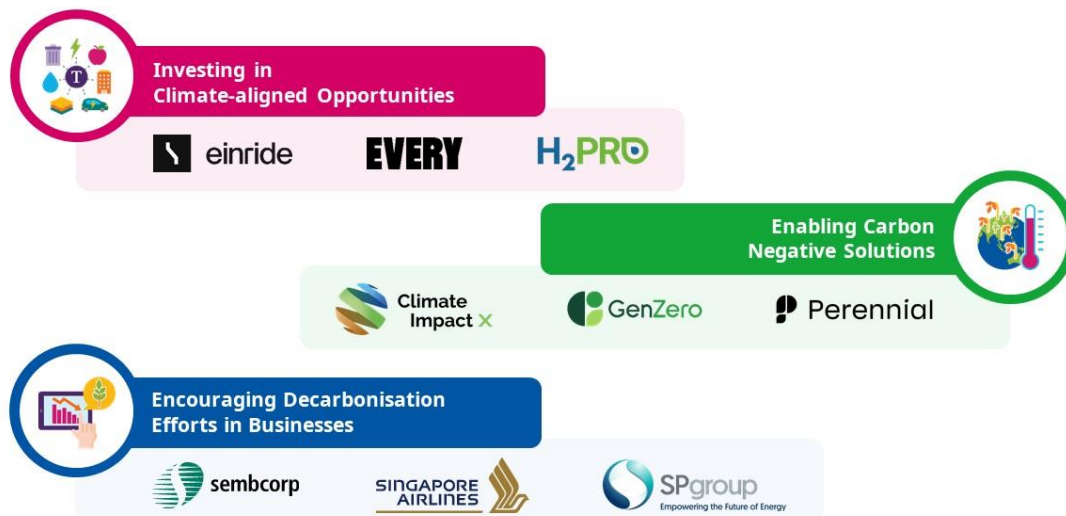 T
Investing in
Climate-aligned Opportunities
einride
EVERY
H₂PRO
Enabling Carbon
Negative Solutions
Climate
Impact X
GenZero
Perennial
Encouraging Decarbonisation
Efforts in Businesses
sembcorp
SINGAPORE
AIRLINES
SPgroup
Empowering the Future of Energy